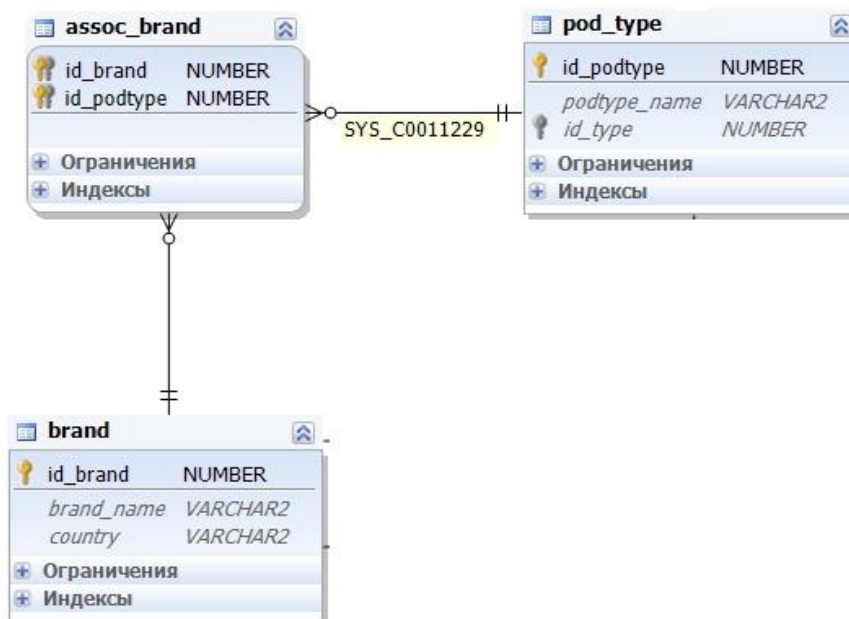 assoc_brand
id_brand NUMBER
id_podtype NUMBER
Ограничения
Индексы
SYS_C0011229
pod_type
id_podtype NUMBER
podtype_name VARCHAR2
id_type NUMBER
Ограничения
Индексы
brand
id_brand NUMBER
brand_name VARCHAR2
country VARCHAR2
Ограничения
Индексы